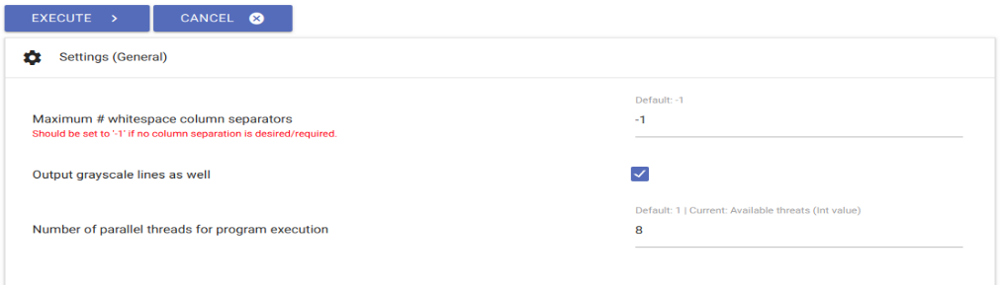 EXECUTE >
CANCEL
Settings (General)
Default: -1
Maximum # whitespace column separators
-1
Should be set to '-1' if no column separation is desired/required.
Output grayscale lines as well
Default: 1 | Current: Available threats (Int value)
Number of parallel threads for program execution
8